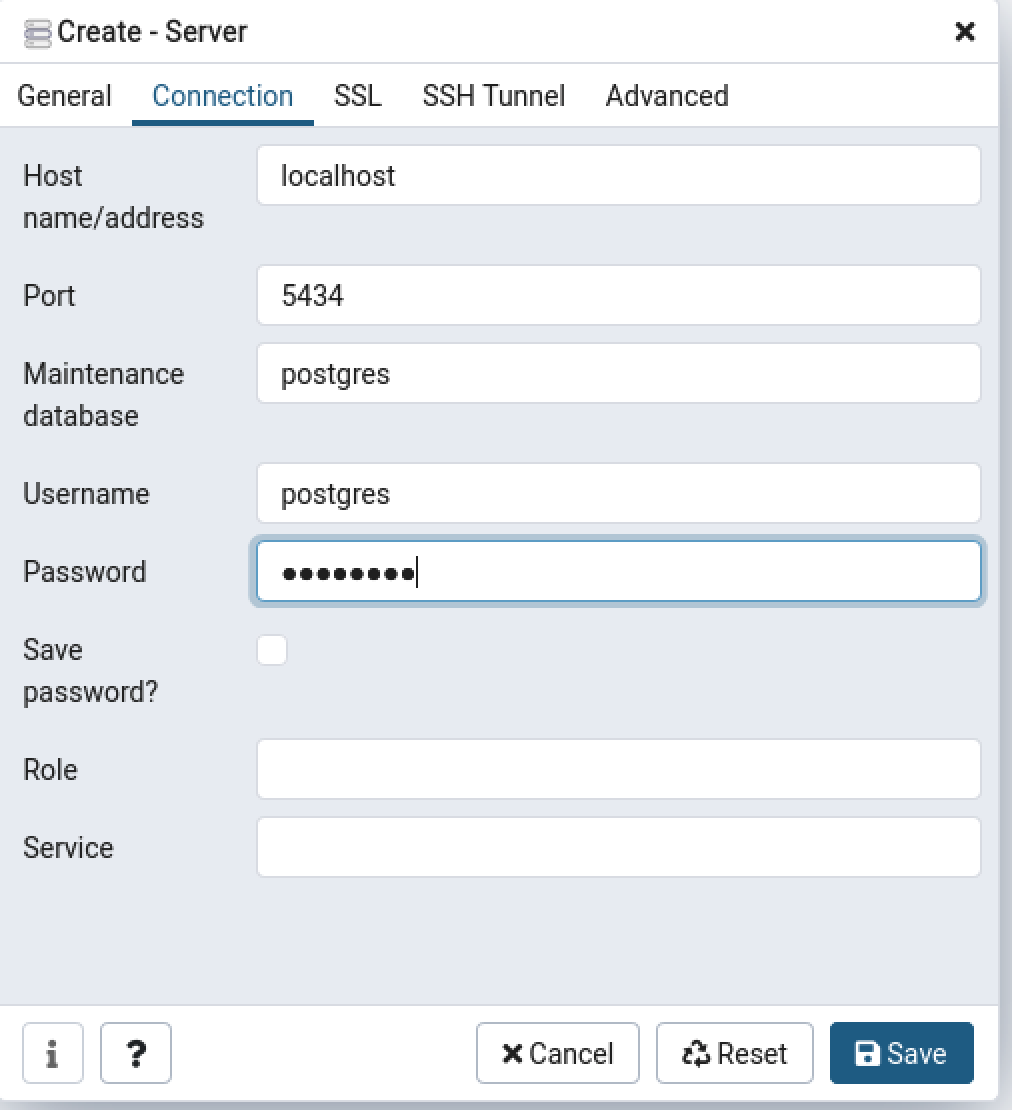 Create - Server
General Connection SSL SSH Tunnel Advanced
Host
name/address
localhost
Port
5434
Maintenance
database
postgres
Username
postgres
Password
••••••••
Save
password?
Role
Service
i ? Cancel Reset Save